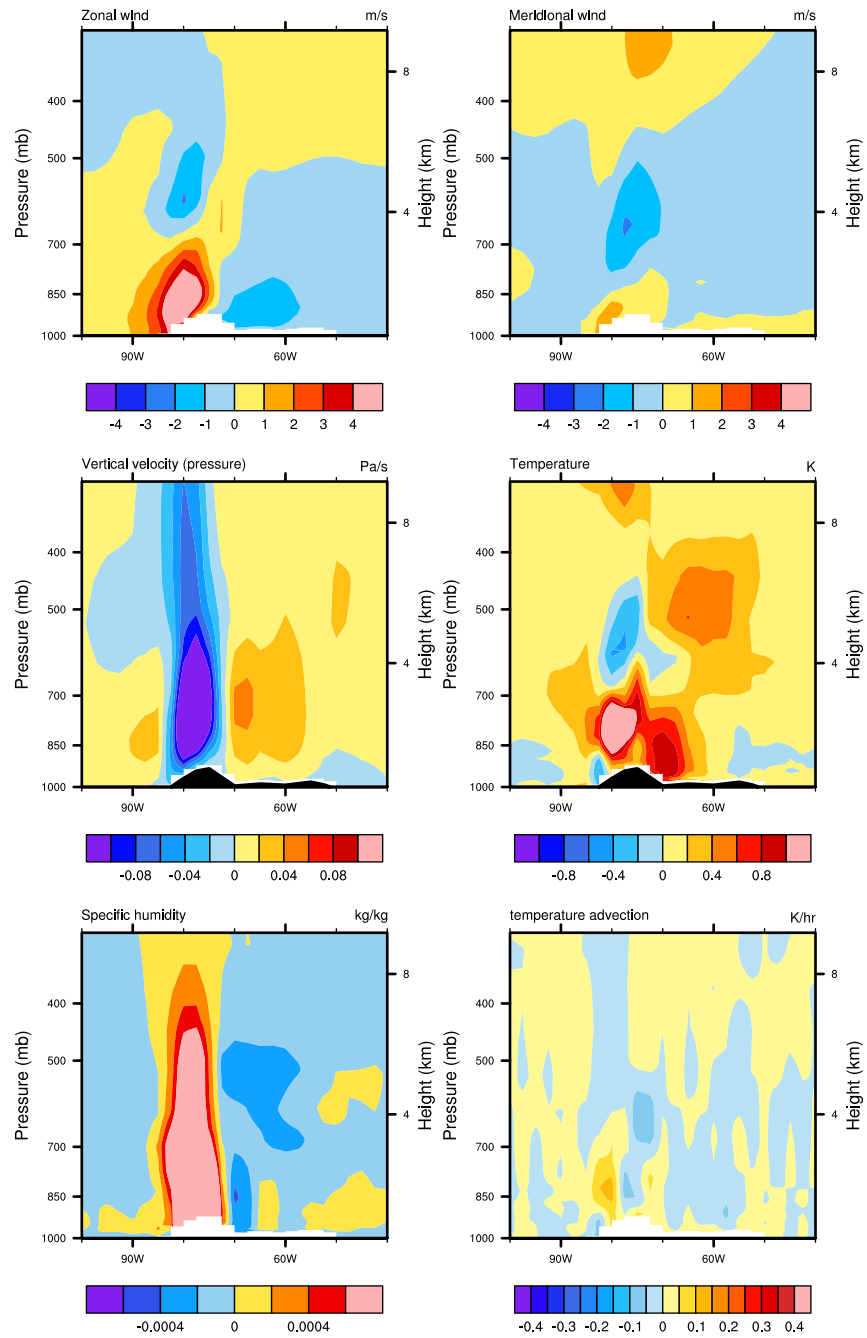 Zonal wind m/s
Pressure (mb)
400
500
700
850
1000
8
4
Height (km)
90W 60W
-4 -3 -2 -1 0 1 2 3 4
Meridional wind m/s
Pressure (mb)
400
500
700
850
1000
8
4
Height (km)
90W 60W
-4 -3 -2 -1 0 1 2 3 4
Vertical velocity (pressure) Pa/s
Pressure (mb)
400
500
700
850
1000
8
4
Height (km)
90W 60W
-0.08 -0.04 0 0.04 0.08
Temperature K
Pressure (mb)
400
500
700
850
1000
8
4
Height (km)
90W 60W
-0.8 -0.4 0 0.4 0.8
Specific humidity kg/kg
Pressure (mb)
400
500
700
850
1000
8
4
Height (km)
90W 60W
-0.0004 0 0.0004
temperature advection K/hr
Pressure (mb)
400
500
700
850
1000
8
4
Height (km)
90W 60W
-0.4 -0.3 -0.2 -0.1 0 0.1 0.2 0.3 0.4